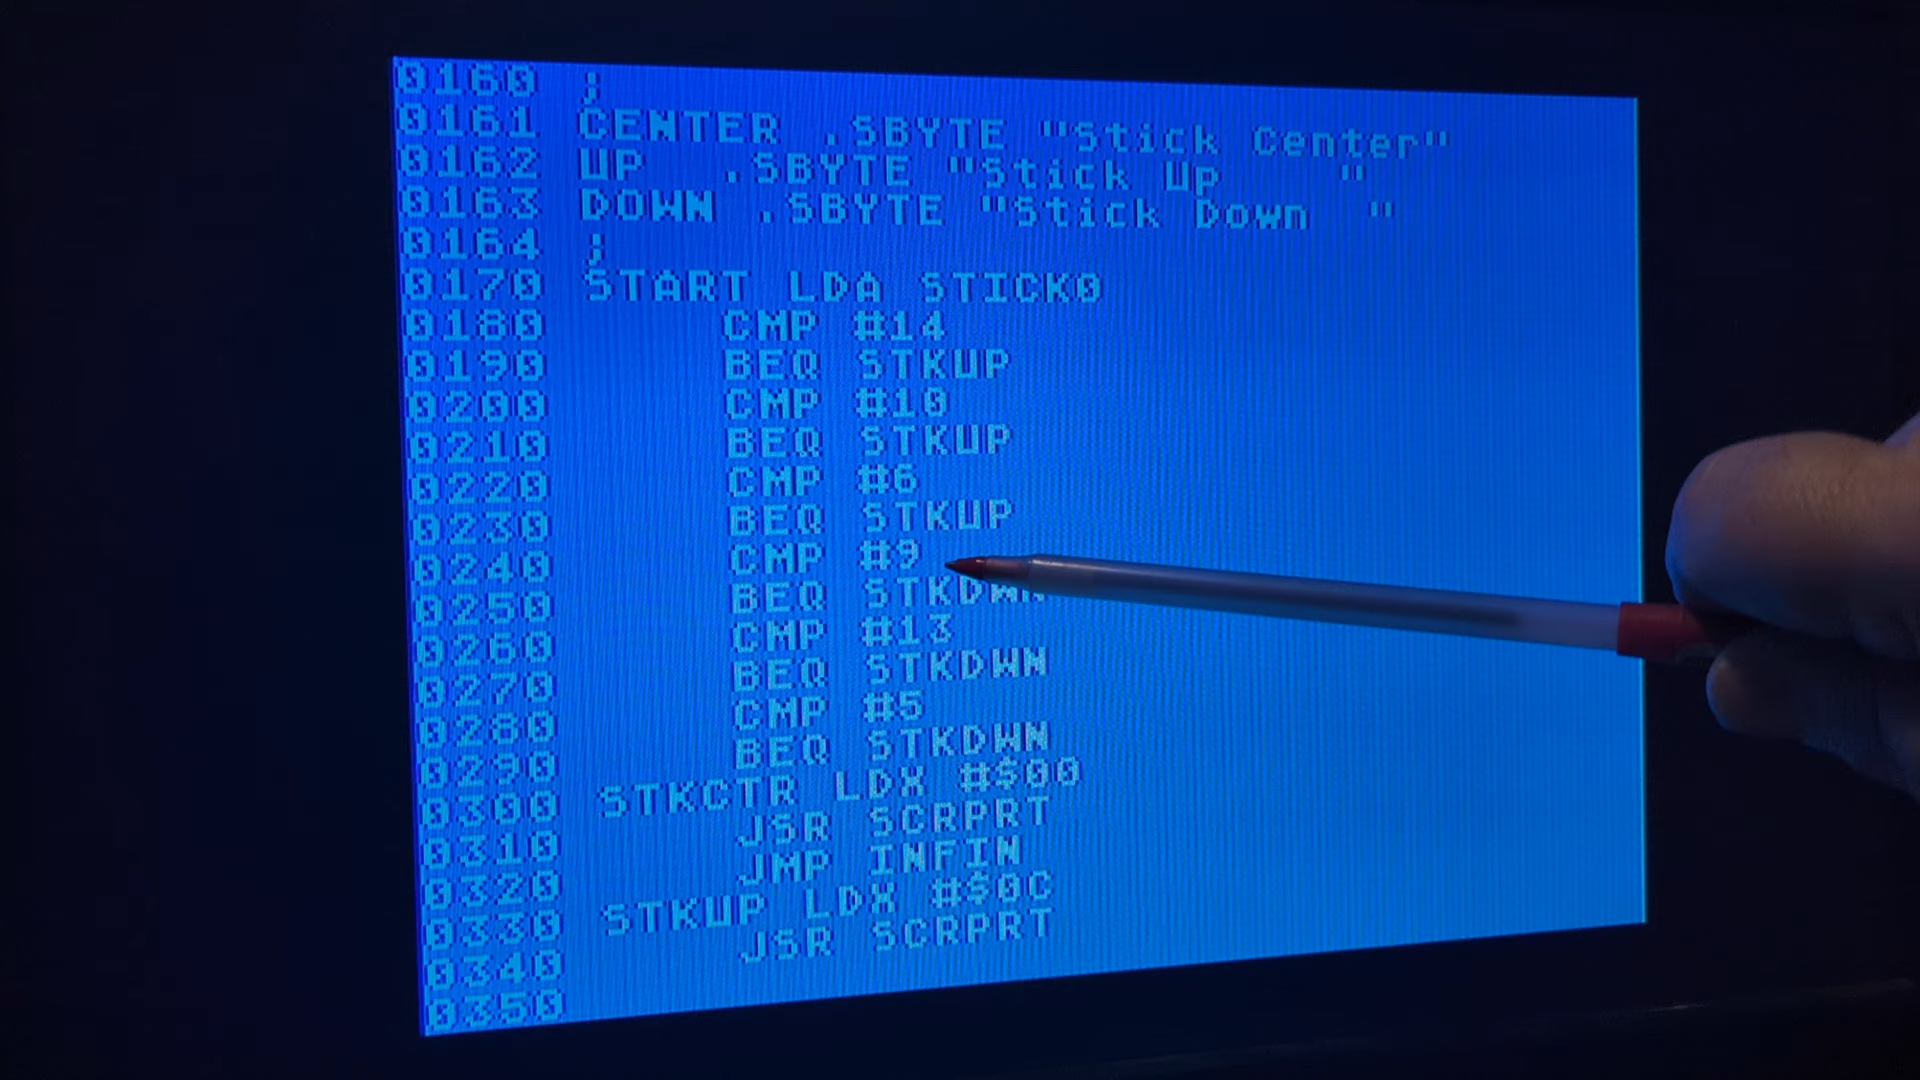 0160 ;
0161 CENTER .SBYTE "Stick Center"
0162 UP  .SBYTE "Stick Up    "
0163 DOWN .SBYTE "Stick Down  "
0164 ;
0170 START LDA STICK0
0180     CMP #14
0190     BEQ STKUP
0200     CMP #10
0210     BEQ STKUP
0220     CMP #6
0230     BEQ STKUP
0240     CMP #9
0250     BEQ STKDWN
0260     CMP #13
0270     BEQ STKDWN
0280     CMP #5
0290     BEQ STKDWN
0300 STKCTR LDX #$00
0310     JSR SCRPRT
0320     JMP INFIN
0330 STKUP LDX #$0C
0340     JSR SCRPRT
0350